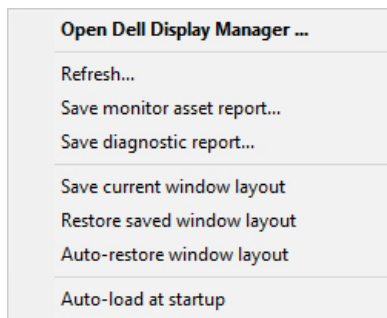 Open Dell Display Manager ...
Refresh...
Save monitor asset report...
Save diagnostic report...
Save current window layout
Restore saved window layout
Auto-restore window layout
Auto-load at startup